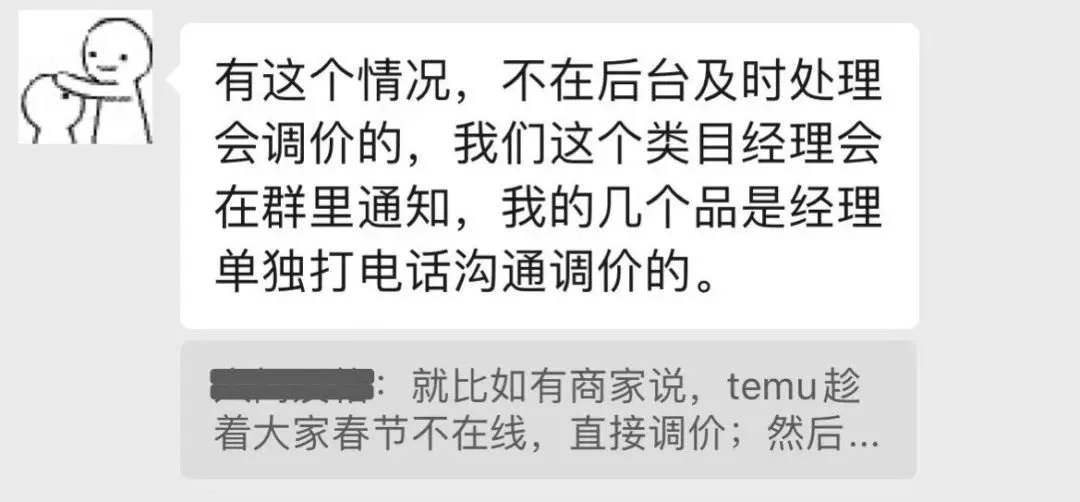 有这个情况，不在后台及时处理
会调价的，我们这个类目经理会
在群里通知，我的几个品是经理
单独打电话沟通调价的。
：就比如有商家说，temu趁
着大家春节不在线，直接调价；然后...